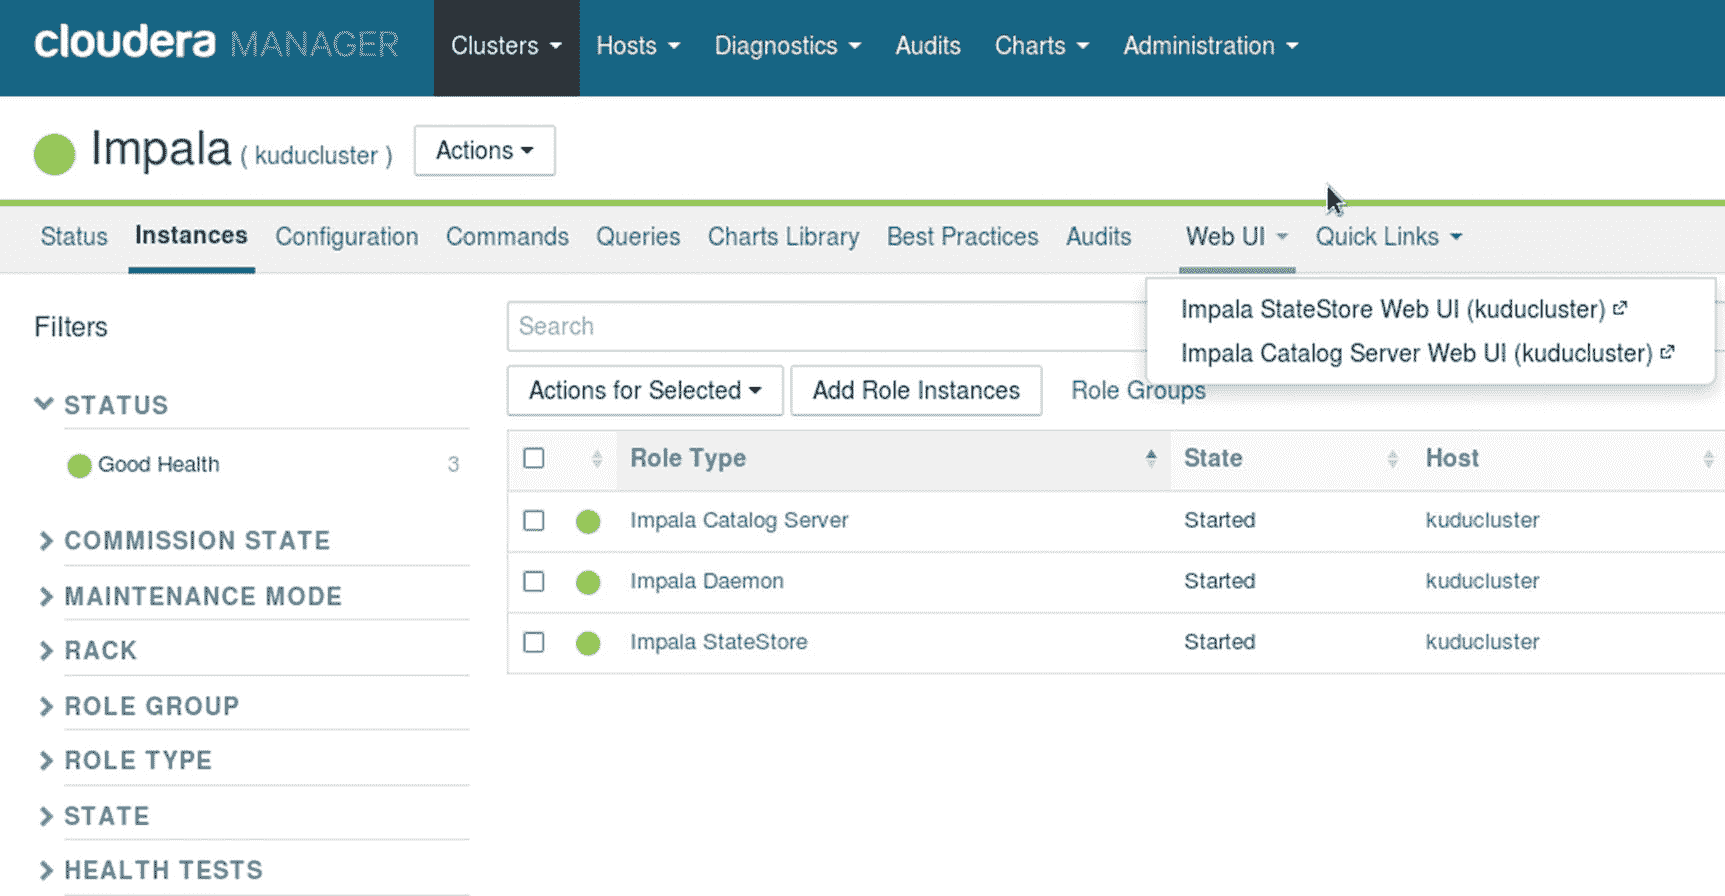 cloudera MANAGER Clusters Hosts Diagnostics Audits Charts Administration
Impala ( kuducluster ) Actions
Status Instances Configuration Commands Queries Charts Library Best Practices Audits Web UI Quick Links
Impala StateStore Web UI (kuducluster)
Impala Catalog Server Web UI (kuducluster)
Filters
STATUS
Good Health 3
COMMISSION STATE
MAINTENANCE MODE
RACK
ROLE GROUP
ROLE TYPE
STATE
HEALTH TESTS
Search
Actions for Selected Add Role Instances Role Groups
Role Type State Host
Impala Catalog Server Started kuducluster
Impala Daemon Started kuducluster
Impala StateStore Started kuducluster